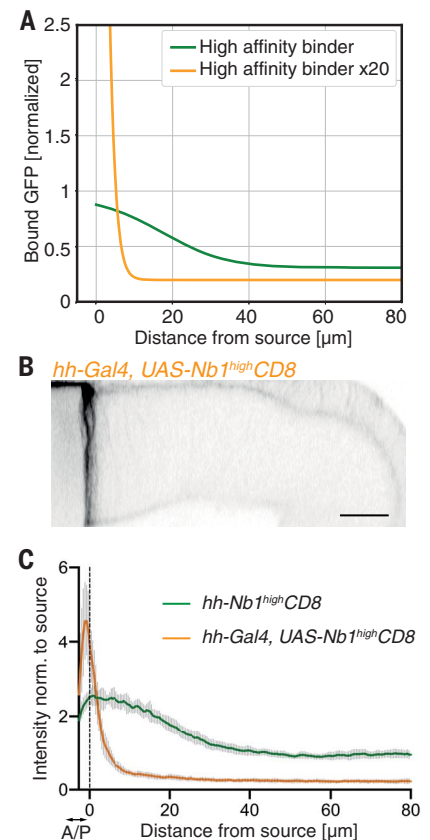 A
2.5
2
1.5
1
0.5
0
Bound GFP [normalized]
High affinity binder
High affinity binder x20
0 20 40 60 80
Distance from source [µm]
B
hh-Gal4, UAS-Nb1highCD8
C
6
4
2
0
Intensity norm. to source
hh-Nb1highCD8
hh-Gal4, UAS-Nb1highCD8
0 20 40 60 80
A/P
Distance from source [µm]